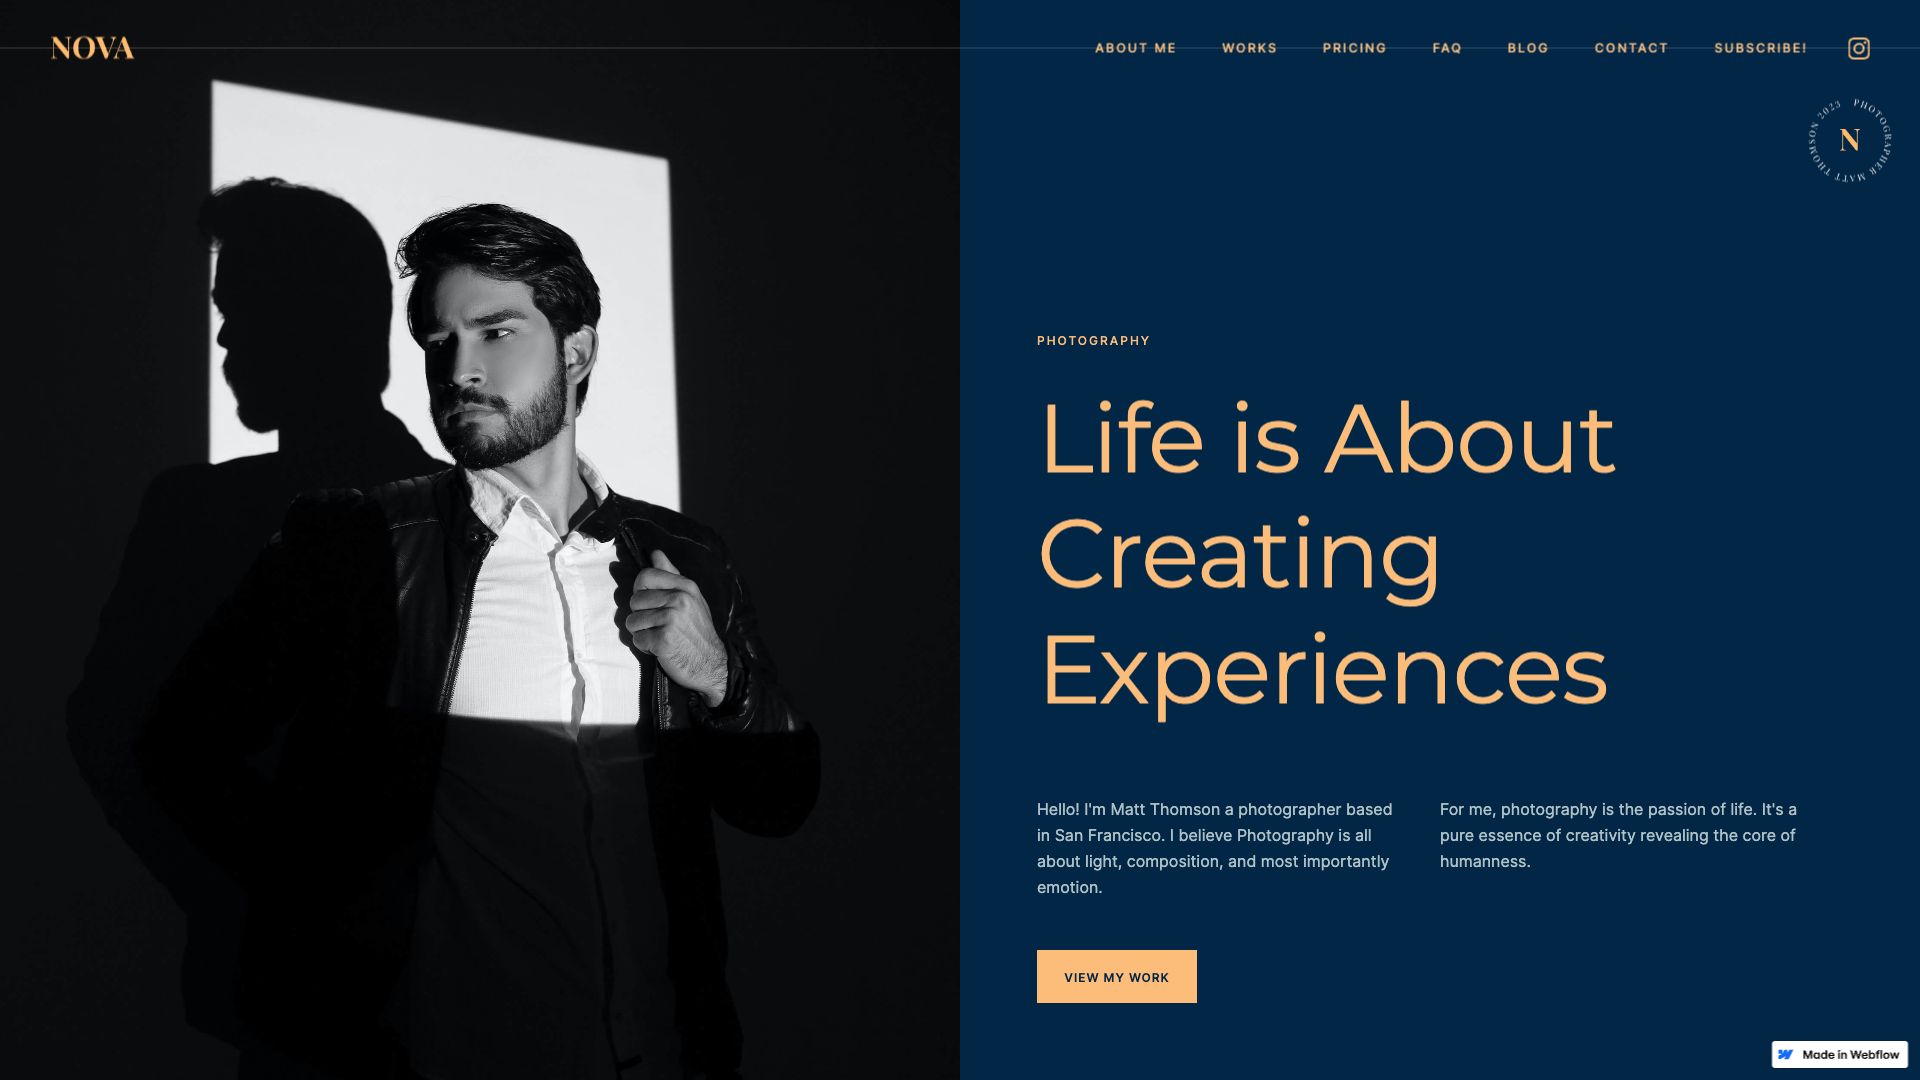 NOVA
ABOUT ME
WORKS
PRICING
FAQ
BLOG
CONTACT
SUBSCRIBE!
PHOTOGRAPHER MATT THOMSON 2023
N
PHOTOGRAPHY
Life is About
Creating
Experiences
Hello! I'm Matt Thomson a photographer based
in San Francisco. I believe Photography is all
about light, composition, and most importantly
emotion.
For me, photography is the passion of life. It's a
pure essence of creativity revealing the core of
humanness.
VIEW MY WORK
Made in Webflow